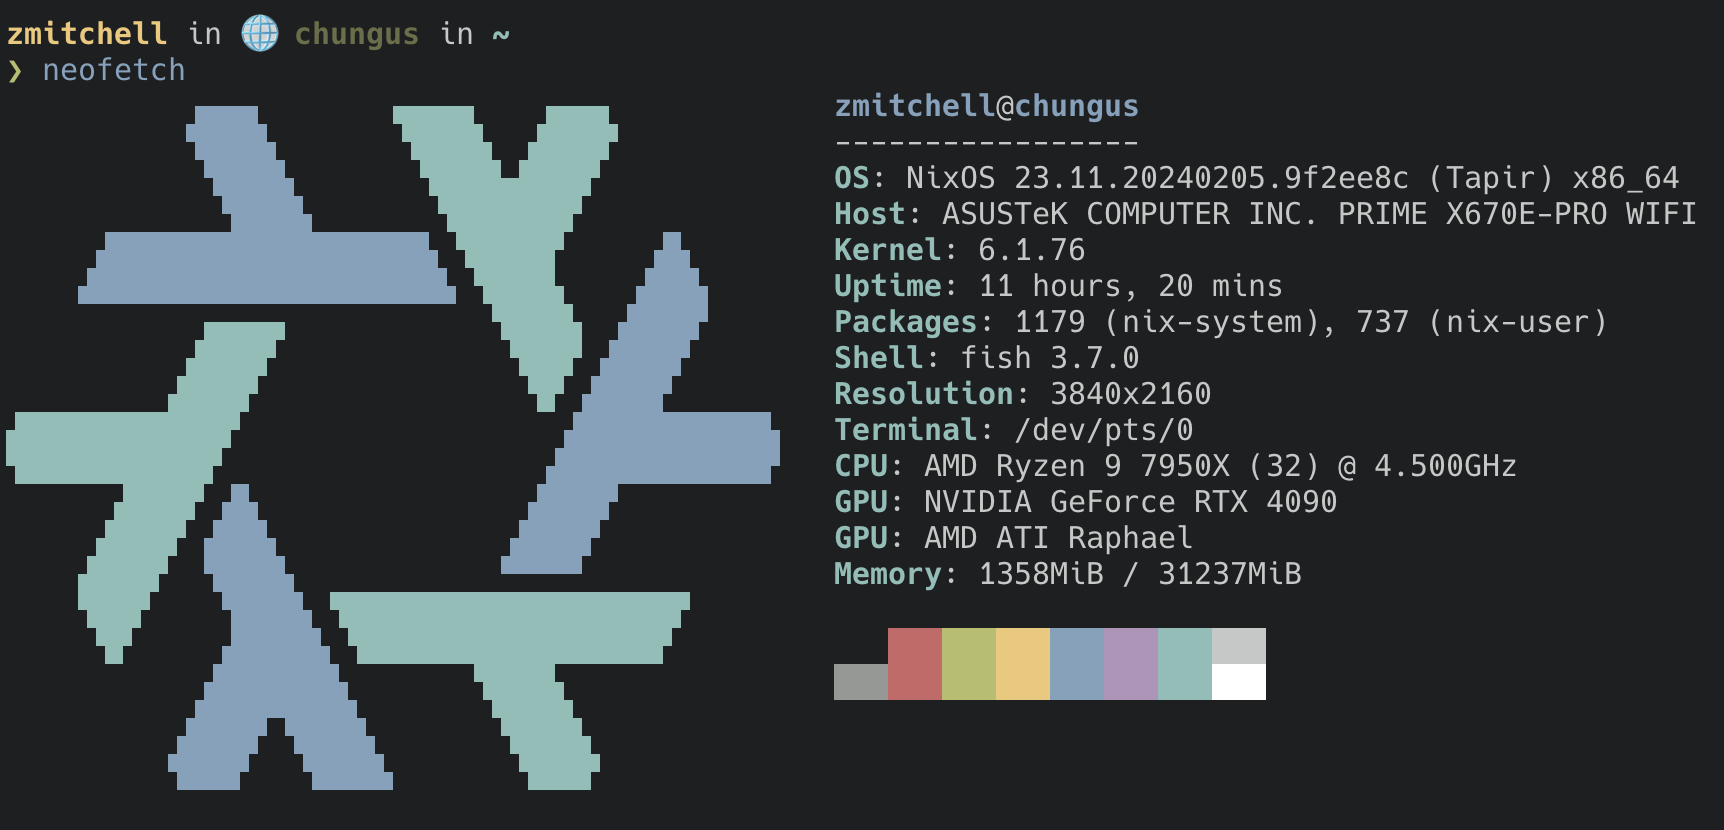 zmitchell in 🌐 chungus in ~
❯ neofetch
zmitchell@chungus
-----------------
OS: NixOS 23.11.20240205.9f2ee8c (Tapir) x86_64
Host: ASUSTeK COMPUTER INC. PRIME X670E-PRO WIFI
Kernel: 6.1.76
Uptime: 11 hours, 20 mins
Packages: 1179 (nix-system), 737 (nix-user)
Shell: fish 3.7.0
Resolution: 3840x2160
Terminal: /dev/pts/0
CPU: AMD Ryzen 9 7950X (32) @ 4.500GHz
GPU: NVIDIA GeForce RTX 4090
GPU: AMD ATI Raphael
Memory: 1358MiB / 31237MiB